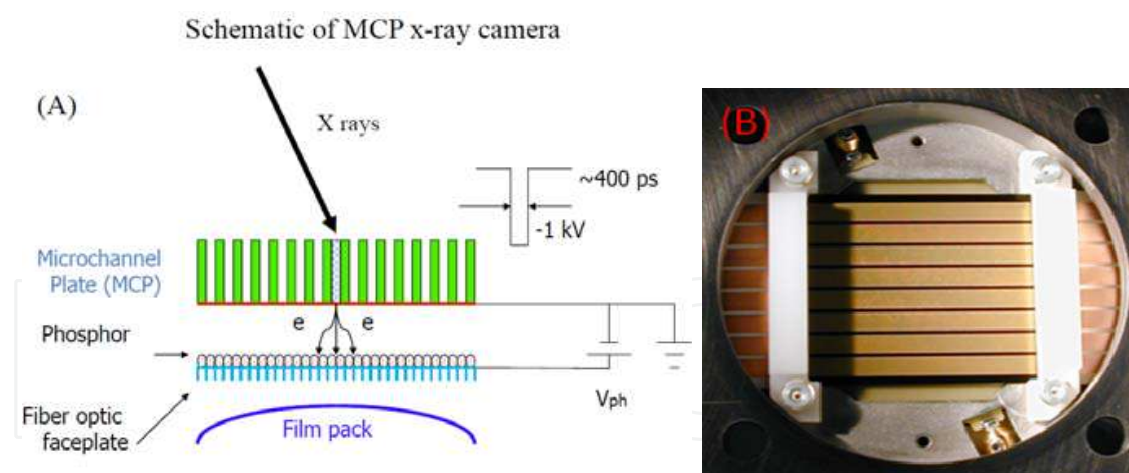 Schematic of MCP x-ray camera
(A)
X rays
~400 ps
-1 kV
Microchannel
Plate (MCP)
e e
Phosphor
Vph
Fiber optic
faceplate
Film pack
(B)